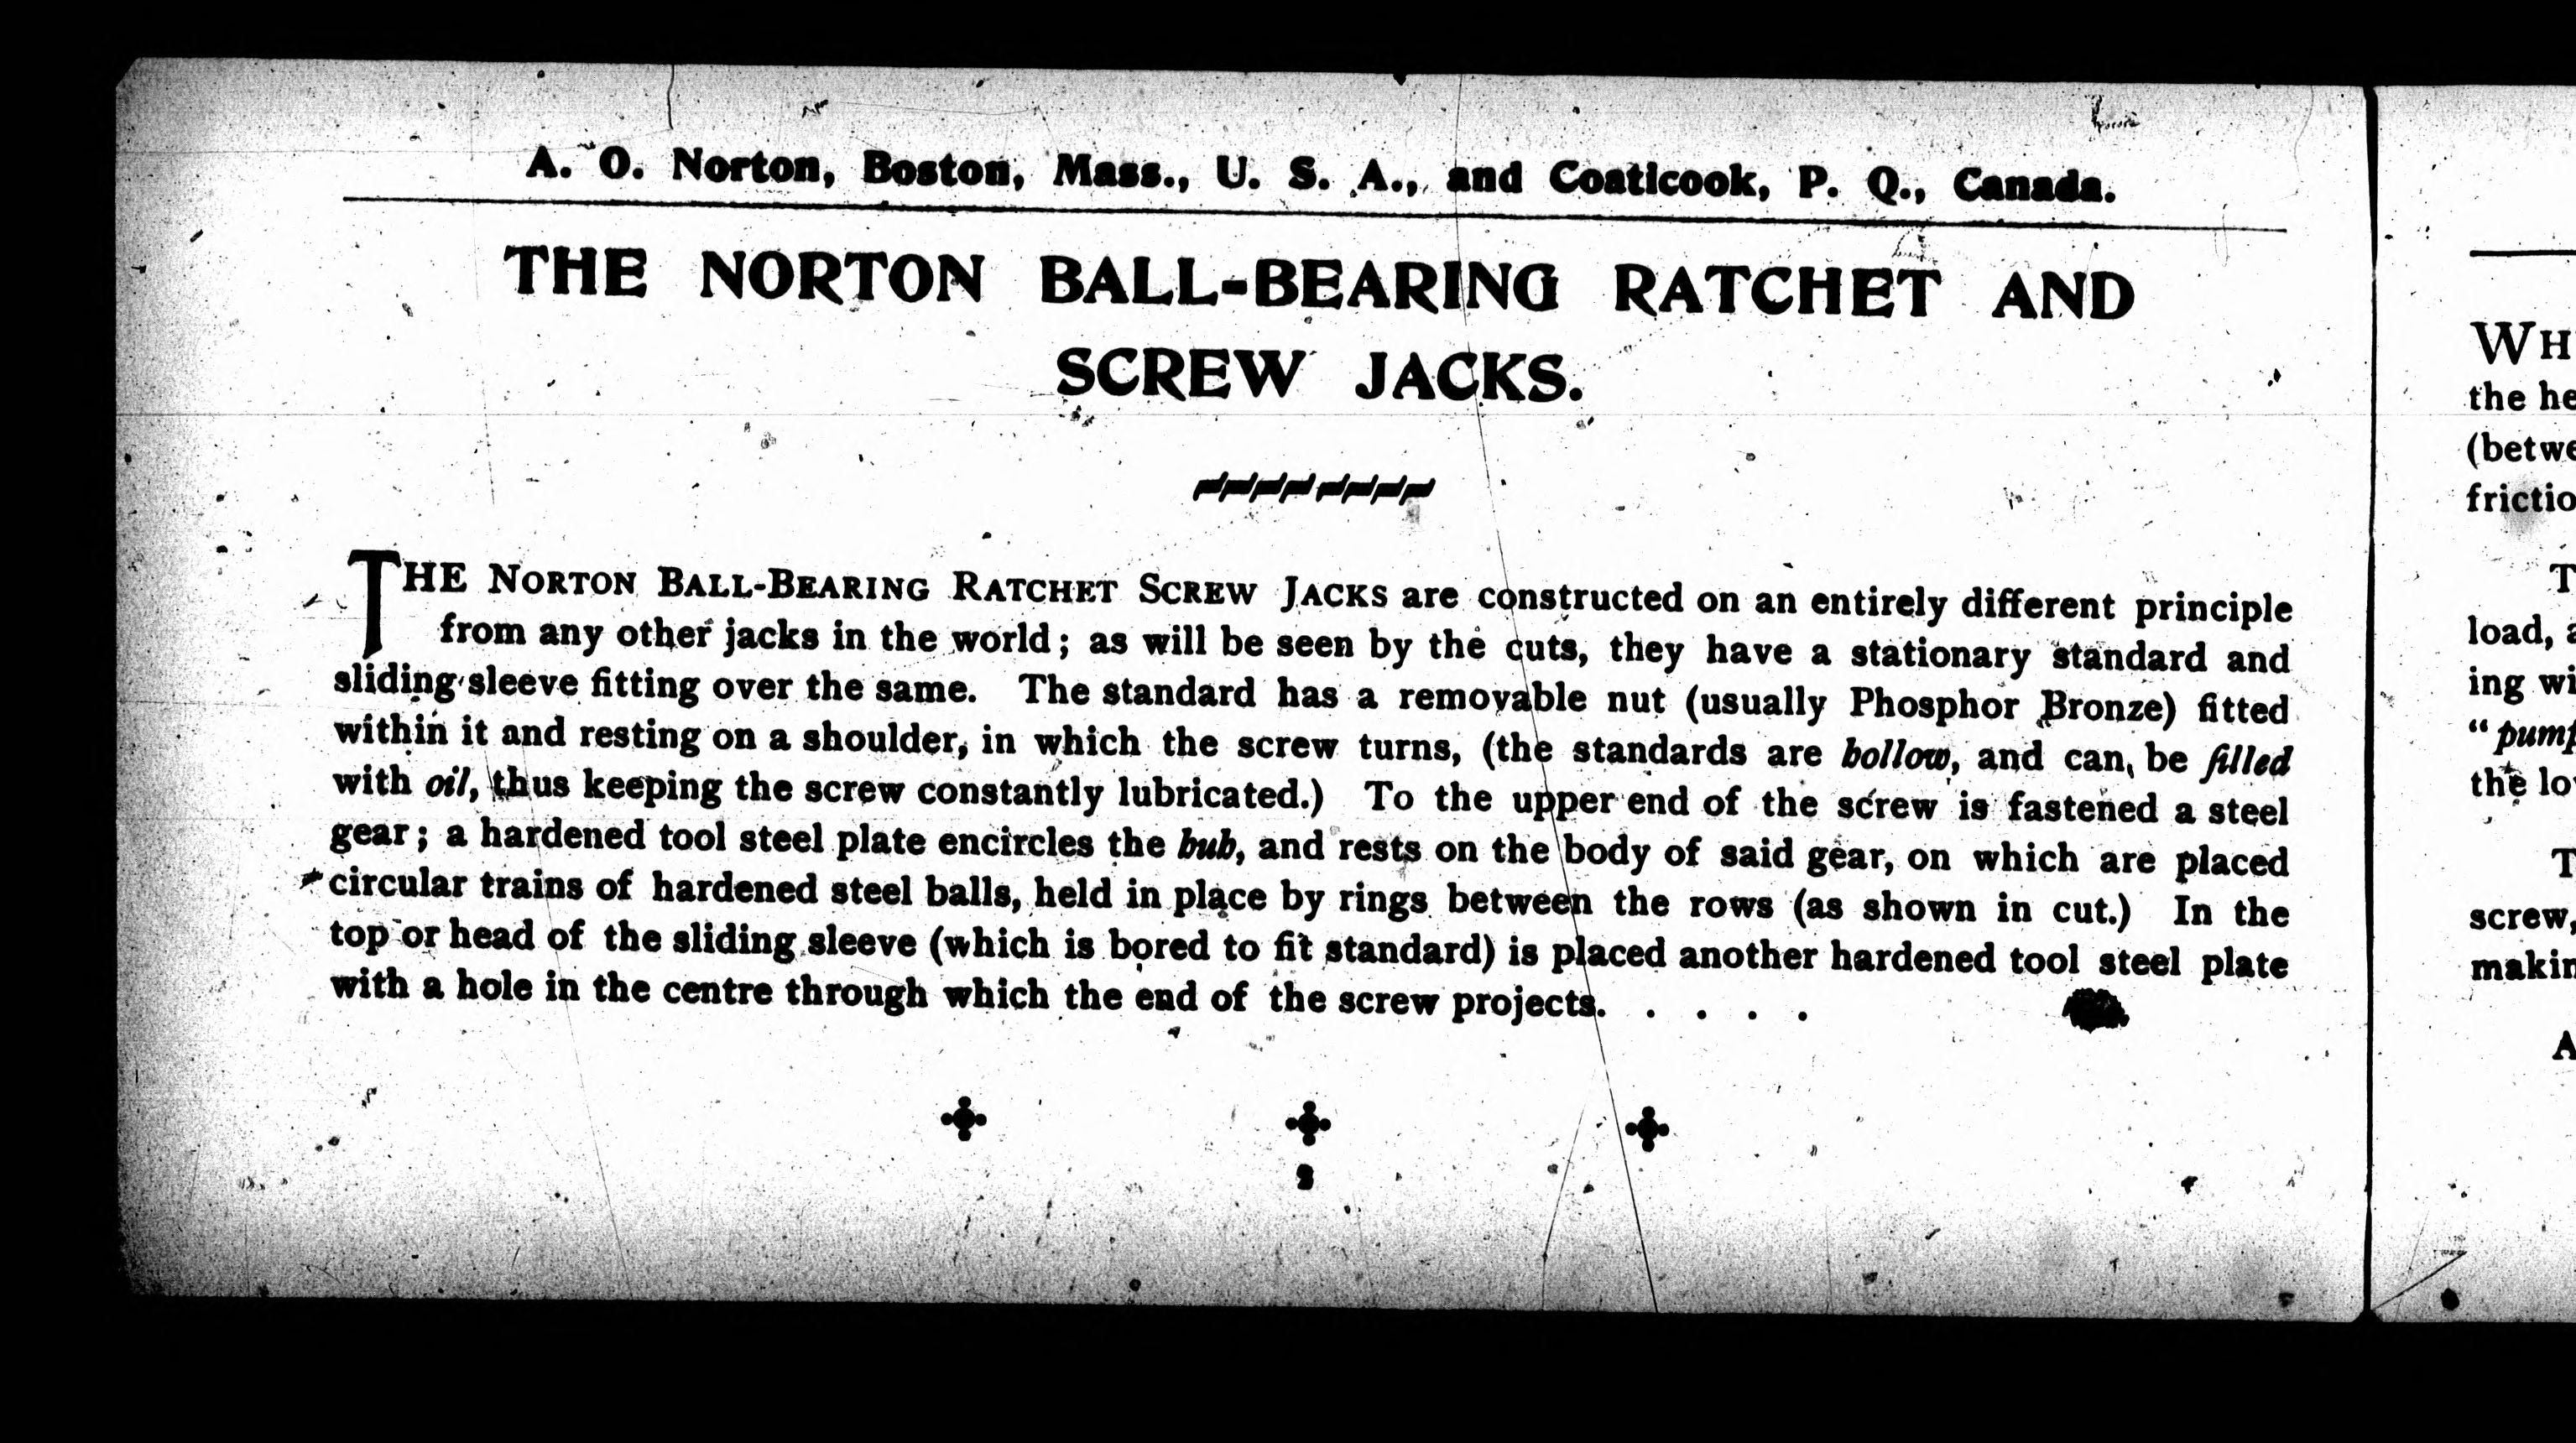 A. O. Norton, Boston, Mass., U. S. A., and Coaticook, P. Q., Canada.
THE NORTON BALL-BEARING RATCHET AND
SCREW JACKS.
THE NORTON BALL-BEARING RATCHET SCREW JACKS are constructed on an entirely different principle
from any other jacks in the world; as will be seen by the cuts, they have a stationary standard and
sliding sleeve fitting over the same. The standard has a removable nut (usually Phosphor Bronze) fitted
within it and resting on a shoulder, in which the screw turns, (the standards are hollow, and can be filled
with oil, thus keeping the screw constantly lubricated.) To the upper end of the screw is fastened a steel
gear; a hardened tool steel plate encircles the hub, and rests on the body of said gear, on which are placed
circular trains of hardened steel balls, held in place by rings between the rows (as shown in cut.) In the
top or head of the sliding sleeve (which is bored to fit standard) is placed another hardened tool steel plate
with a hole in the centre through which the end of the screw projects. . . . .
WH
the he
(betwe
frictio
T
load, a
ing wi
"pump
the lo
T
screw,
makin
A